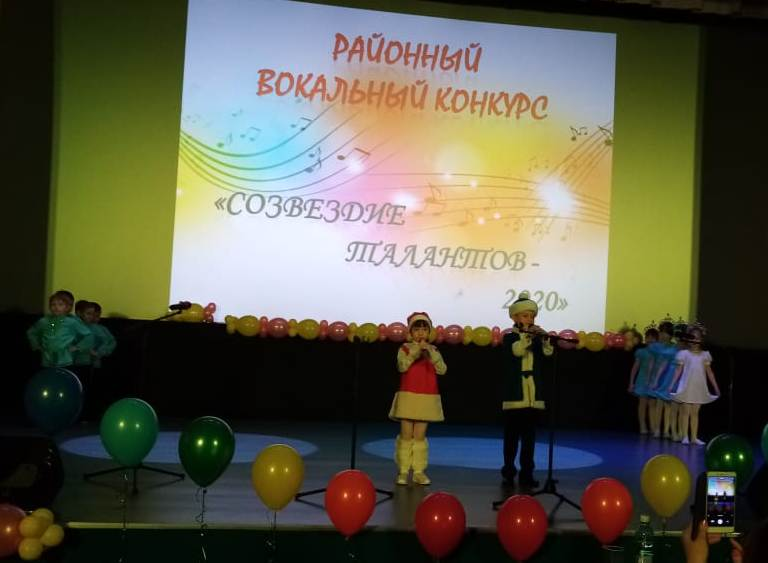 РАЙОННЫЙ
ВОКАЛЬНЫЙ КОНКУРС
«СОЗВЕЗДИЕ
ТАЛАНТОВ-
2020»